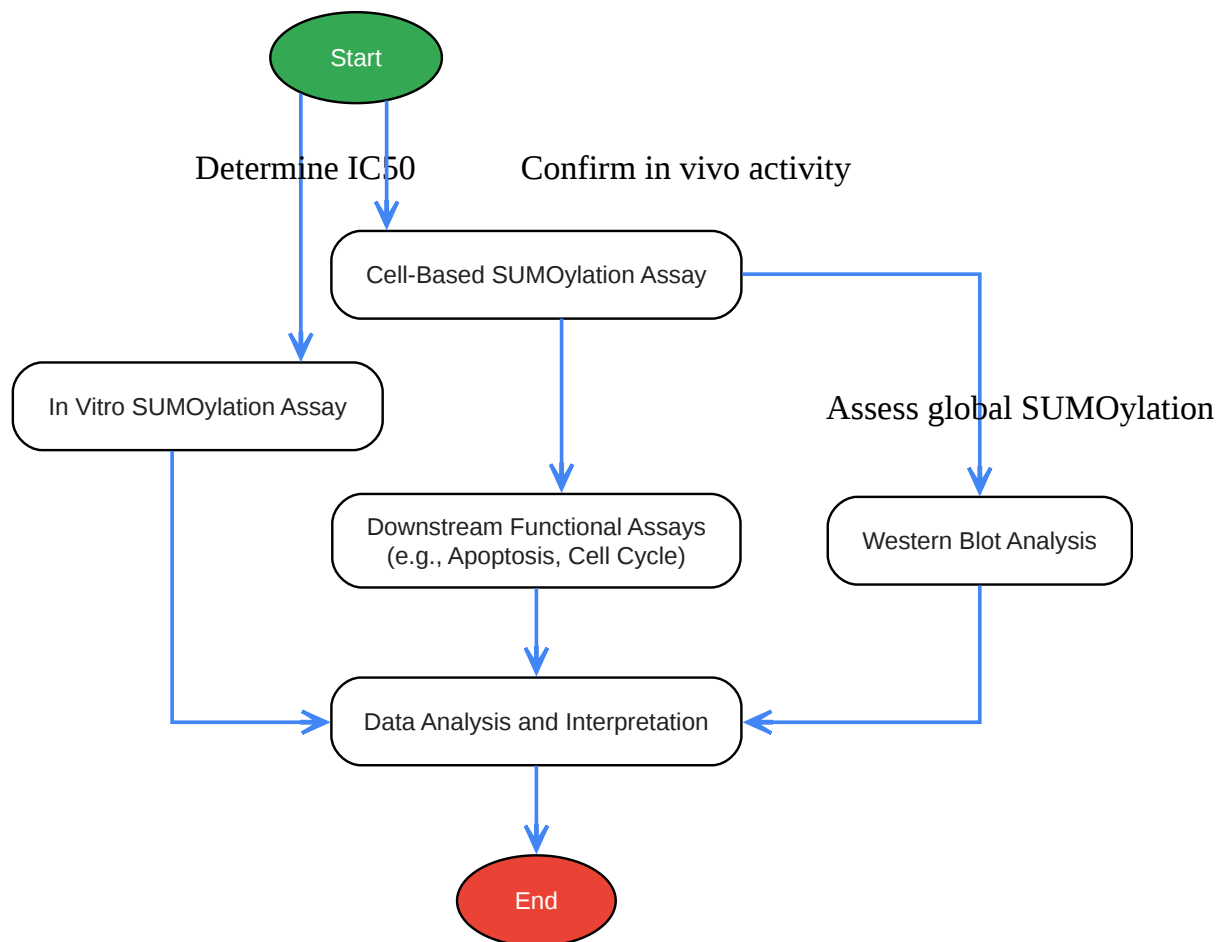 Start
Determine IC50
Confirm in vivo activity
Cell-Based SUMOylation Assay
In Vitro SUMOylation Assay
Assess global SUMOylation
Downstream Functional Assays
(e.g., Apoptosis, Cell Cycle)
Western Blot Analysis
Data Analysis and Interpretation
End